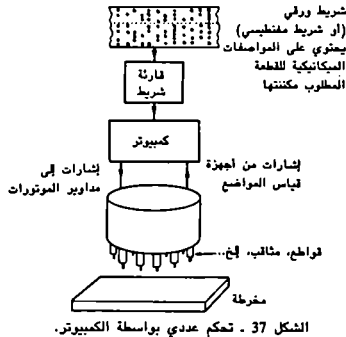 شريط ورقي
(أو شريط مغنطيسي)
يحتوي على المواصفات
الميكانيكية للقطعة
المطلوب مكننتها
قارئة
شريط
كمبيوتر
إشارات من أجهزة
قياس المواضع
إشارات إلى
مداوير الموتورات
قواطع، مثاقب، إلخ...
مخرطة
الشكل 37 ـ تحكم عددي بواسطة الكمبيوتر.